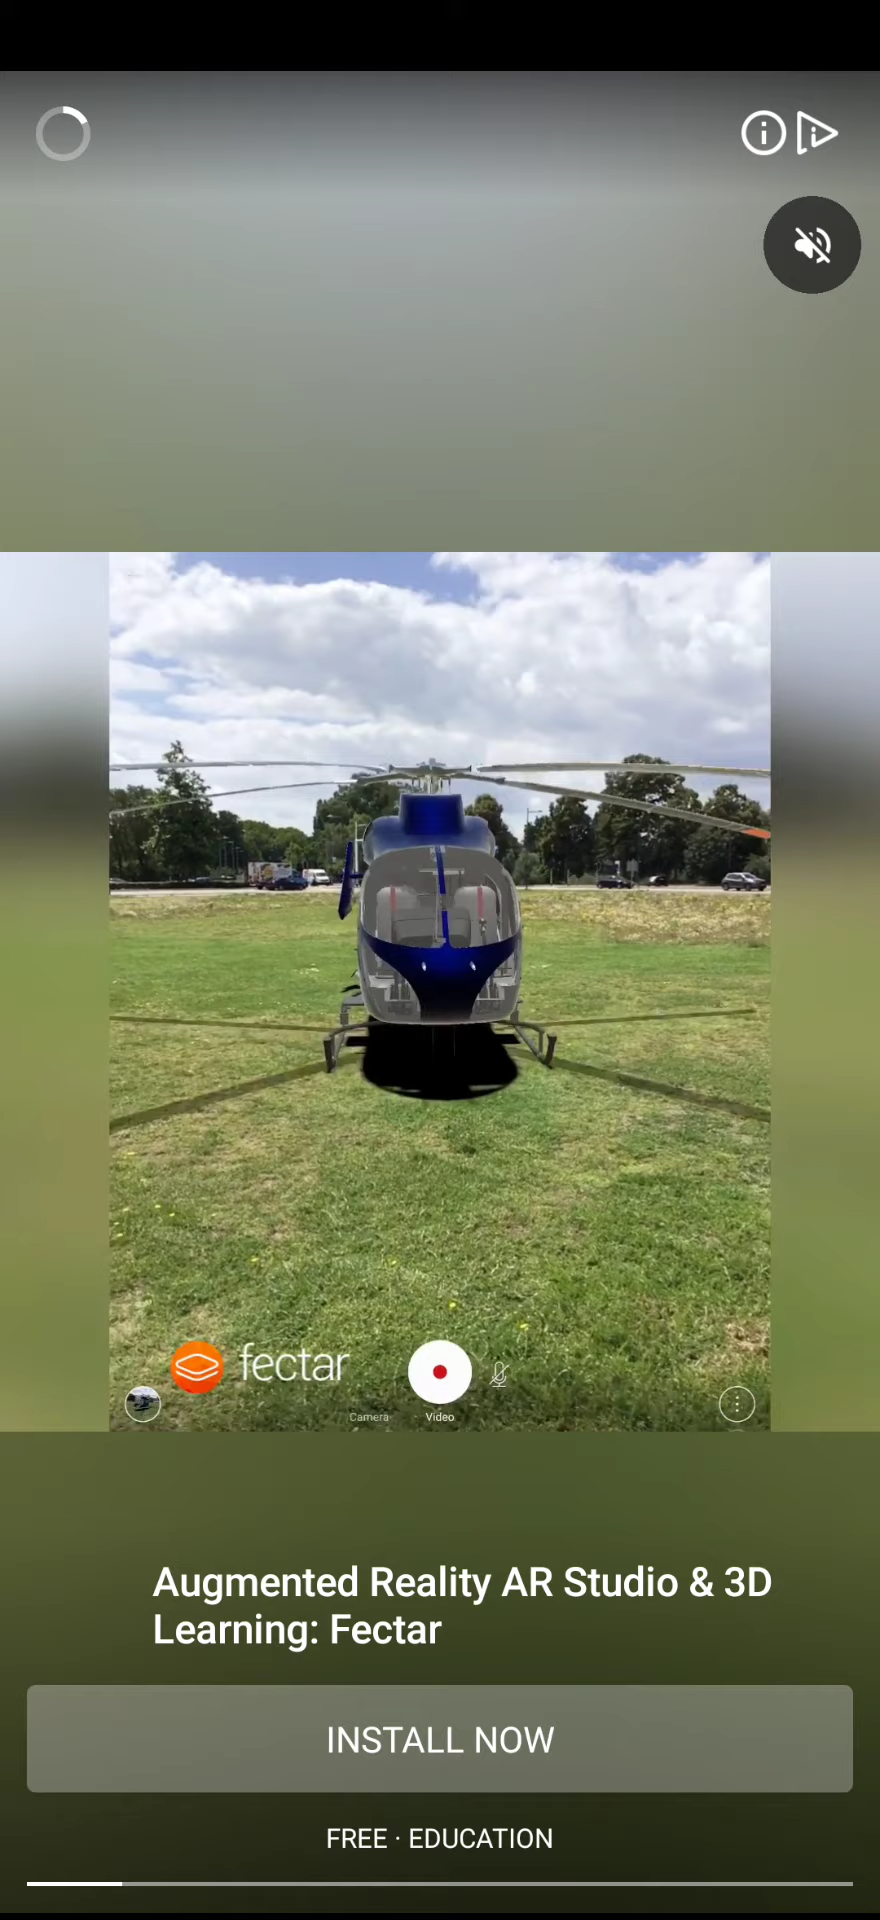 fectar
Camera
Video
Augmented Reality AR Studio & 3D
Learning: Fectar
INSTALL NOW
FREE · EDUCATION